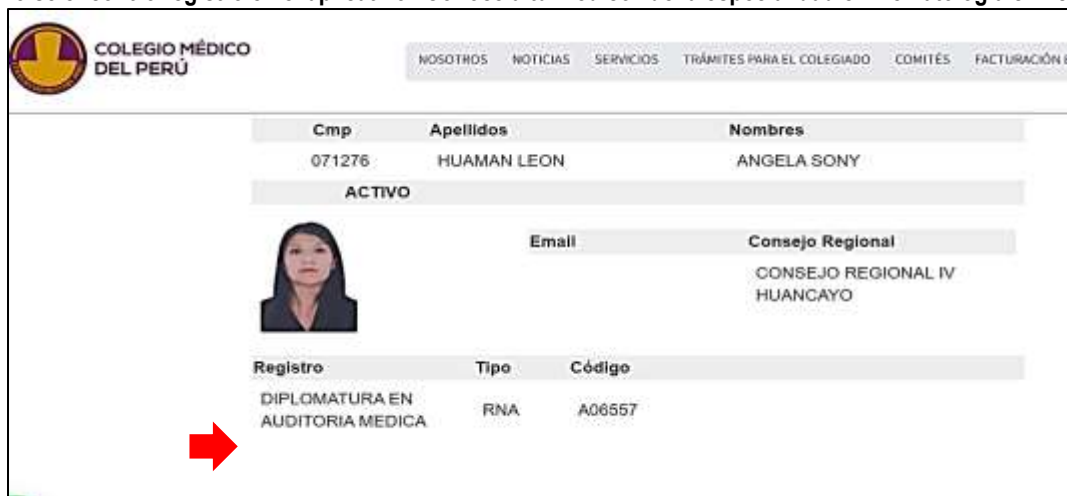 COLEGIO MÉDICO
DEL PERÚ
NOSOTROS NOTICIAS SERVICIOS TRÁMITES PARA EL COLEGIADO COMITÉS FACTURACIÓN
Cmp Apellidos Nombres
071276 HUAMAN LEON ANGELA SONY
ACTIVO
Email Consejo Regional
CONSEJO REGIONAL IV
HUANCAYO
Registro Tipo Código
DIPLOMATURA EN
AUDITORIA MEDICA RNA A06557